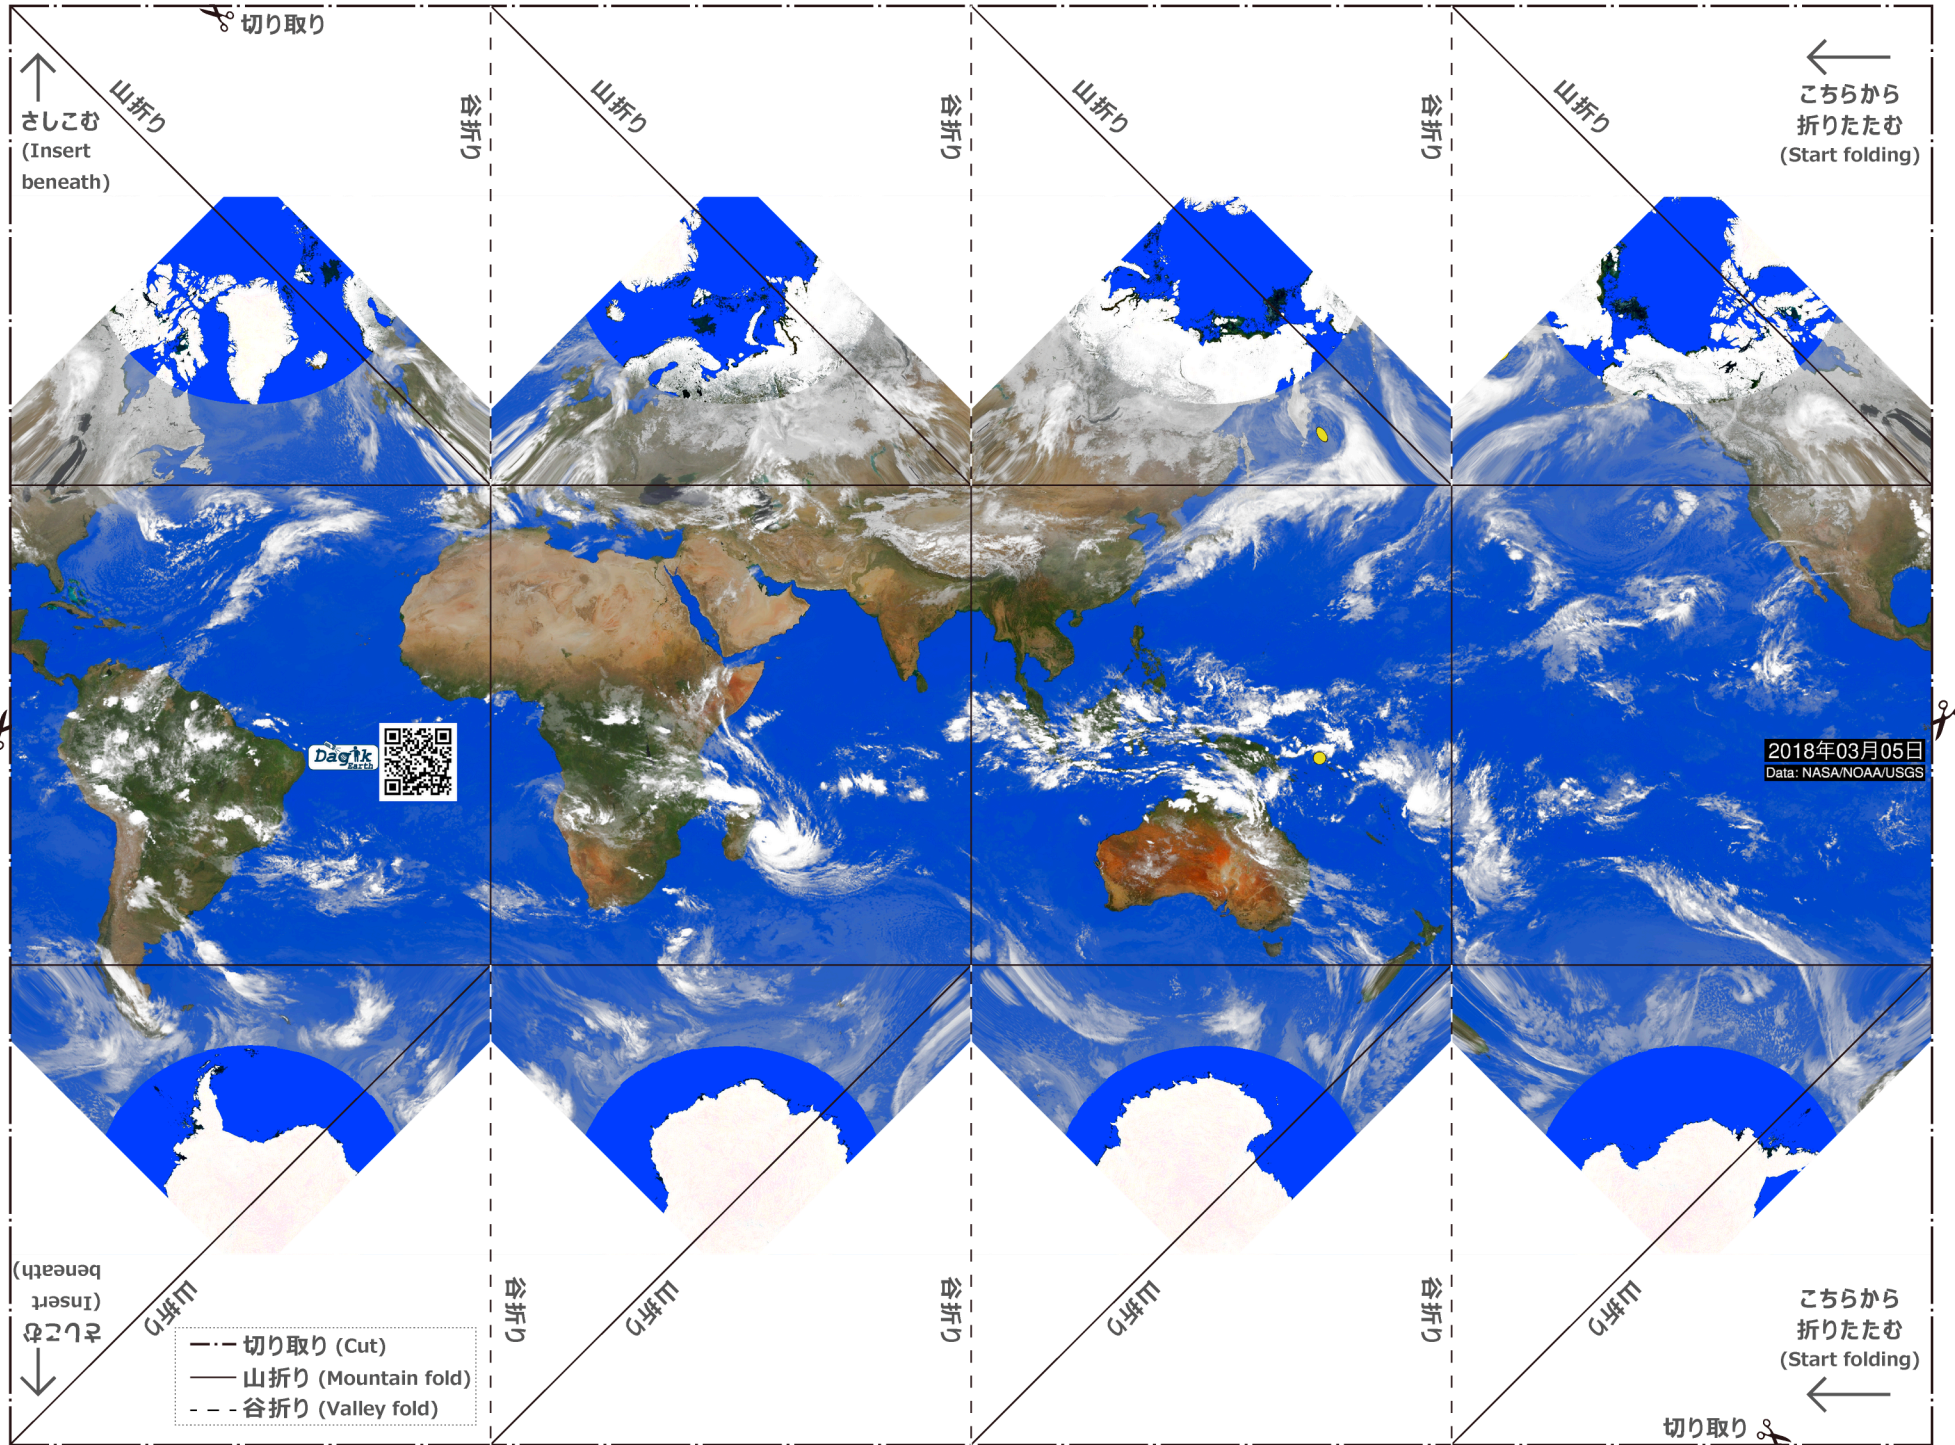 切り取り
さしこむ
(Insert
beneath)
山折り
谷折り
山折り
谷折り
山折り
谷折り
山折り
こちらから
折りたたむ
(Start folding)
Dagik
Earth
2018年03月05日
Data: NASA/NOAA/USGS
さしこむ
(Insert
beneath)
山折り
谷折り
山折り
谷折り
山折り
谷折り
山折り
こちらから
折りたたむ
(Start folding)
切り取り (Cut)
山折り (Mountain fold)
谷折り (Valley fold)
切り取り